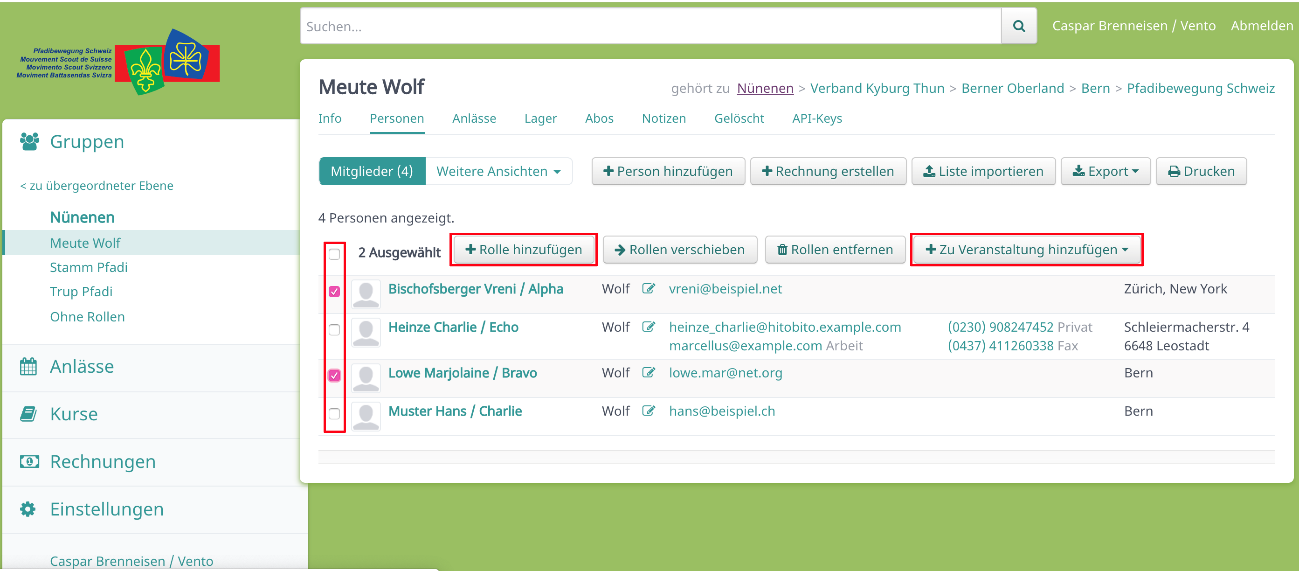 Suchen...
Caspar Brenneisen / Vento Abmelden
Pfadibewegung Schweiz
Mouvement Scout de Suisse
Movimento Scout Svizzero
Moviment Battasendas Svizra
Gruppen
< zu übergeordneter Ebene
Nünenen
Meute Wolf
Stamm Pfadi
Trup Pfadi
Ohne Rollen
Anlässe
Kurse
Rechnungen
Einstellungen
Caspar Brenneisen / Vento
Meute Wolf
gehört zu Nünenen > Verband Kyburg Thun > Berner Oberland > Bern > Pfadibewegung Schweiz
Info Personen Anlässe Lager Abos Notizen Gelöscht API-Keys
Mitglieder (4) Weitere Ansichten Person hinzufügen Rechnung erstellen Liste importieren Export Drucken
4 Personen angezeigt.
2 Ausgewählt Rolle hinzufügen Rollen verschieben Rollen entfernen Zu Veranstaltung hinzufügen
Bischofsberger Vreni / Alpha Wolf vreni@beispiel.net Zürich, New York
Heinze Charlie / Echo Wolf heinze_charlie@hitobito.example.com (0230) 908247452 Privat Schleiermacherstr. 4
marcellus@example.com Arbeit (0437) 411260338 Fax 6648 Leostadt
Lowe Marjolaine / Bravo Wolf lowe.mar@net.org Bern
Muster Hans / Charlie Wolf hans@beispiel.ch Bern